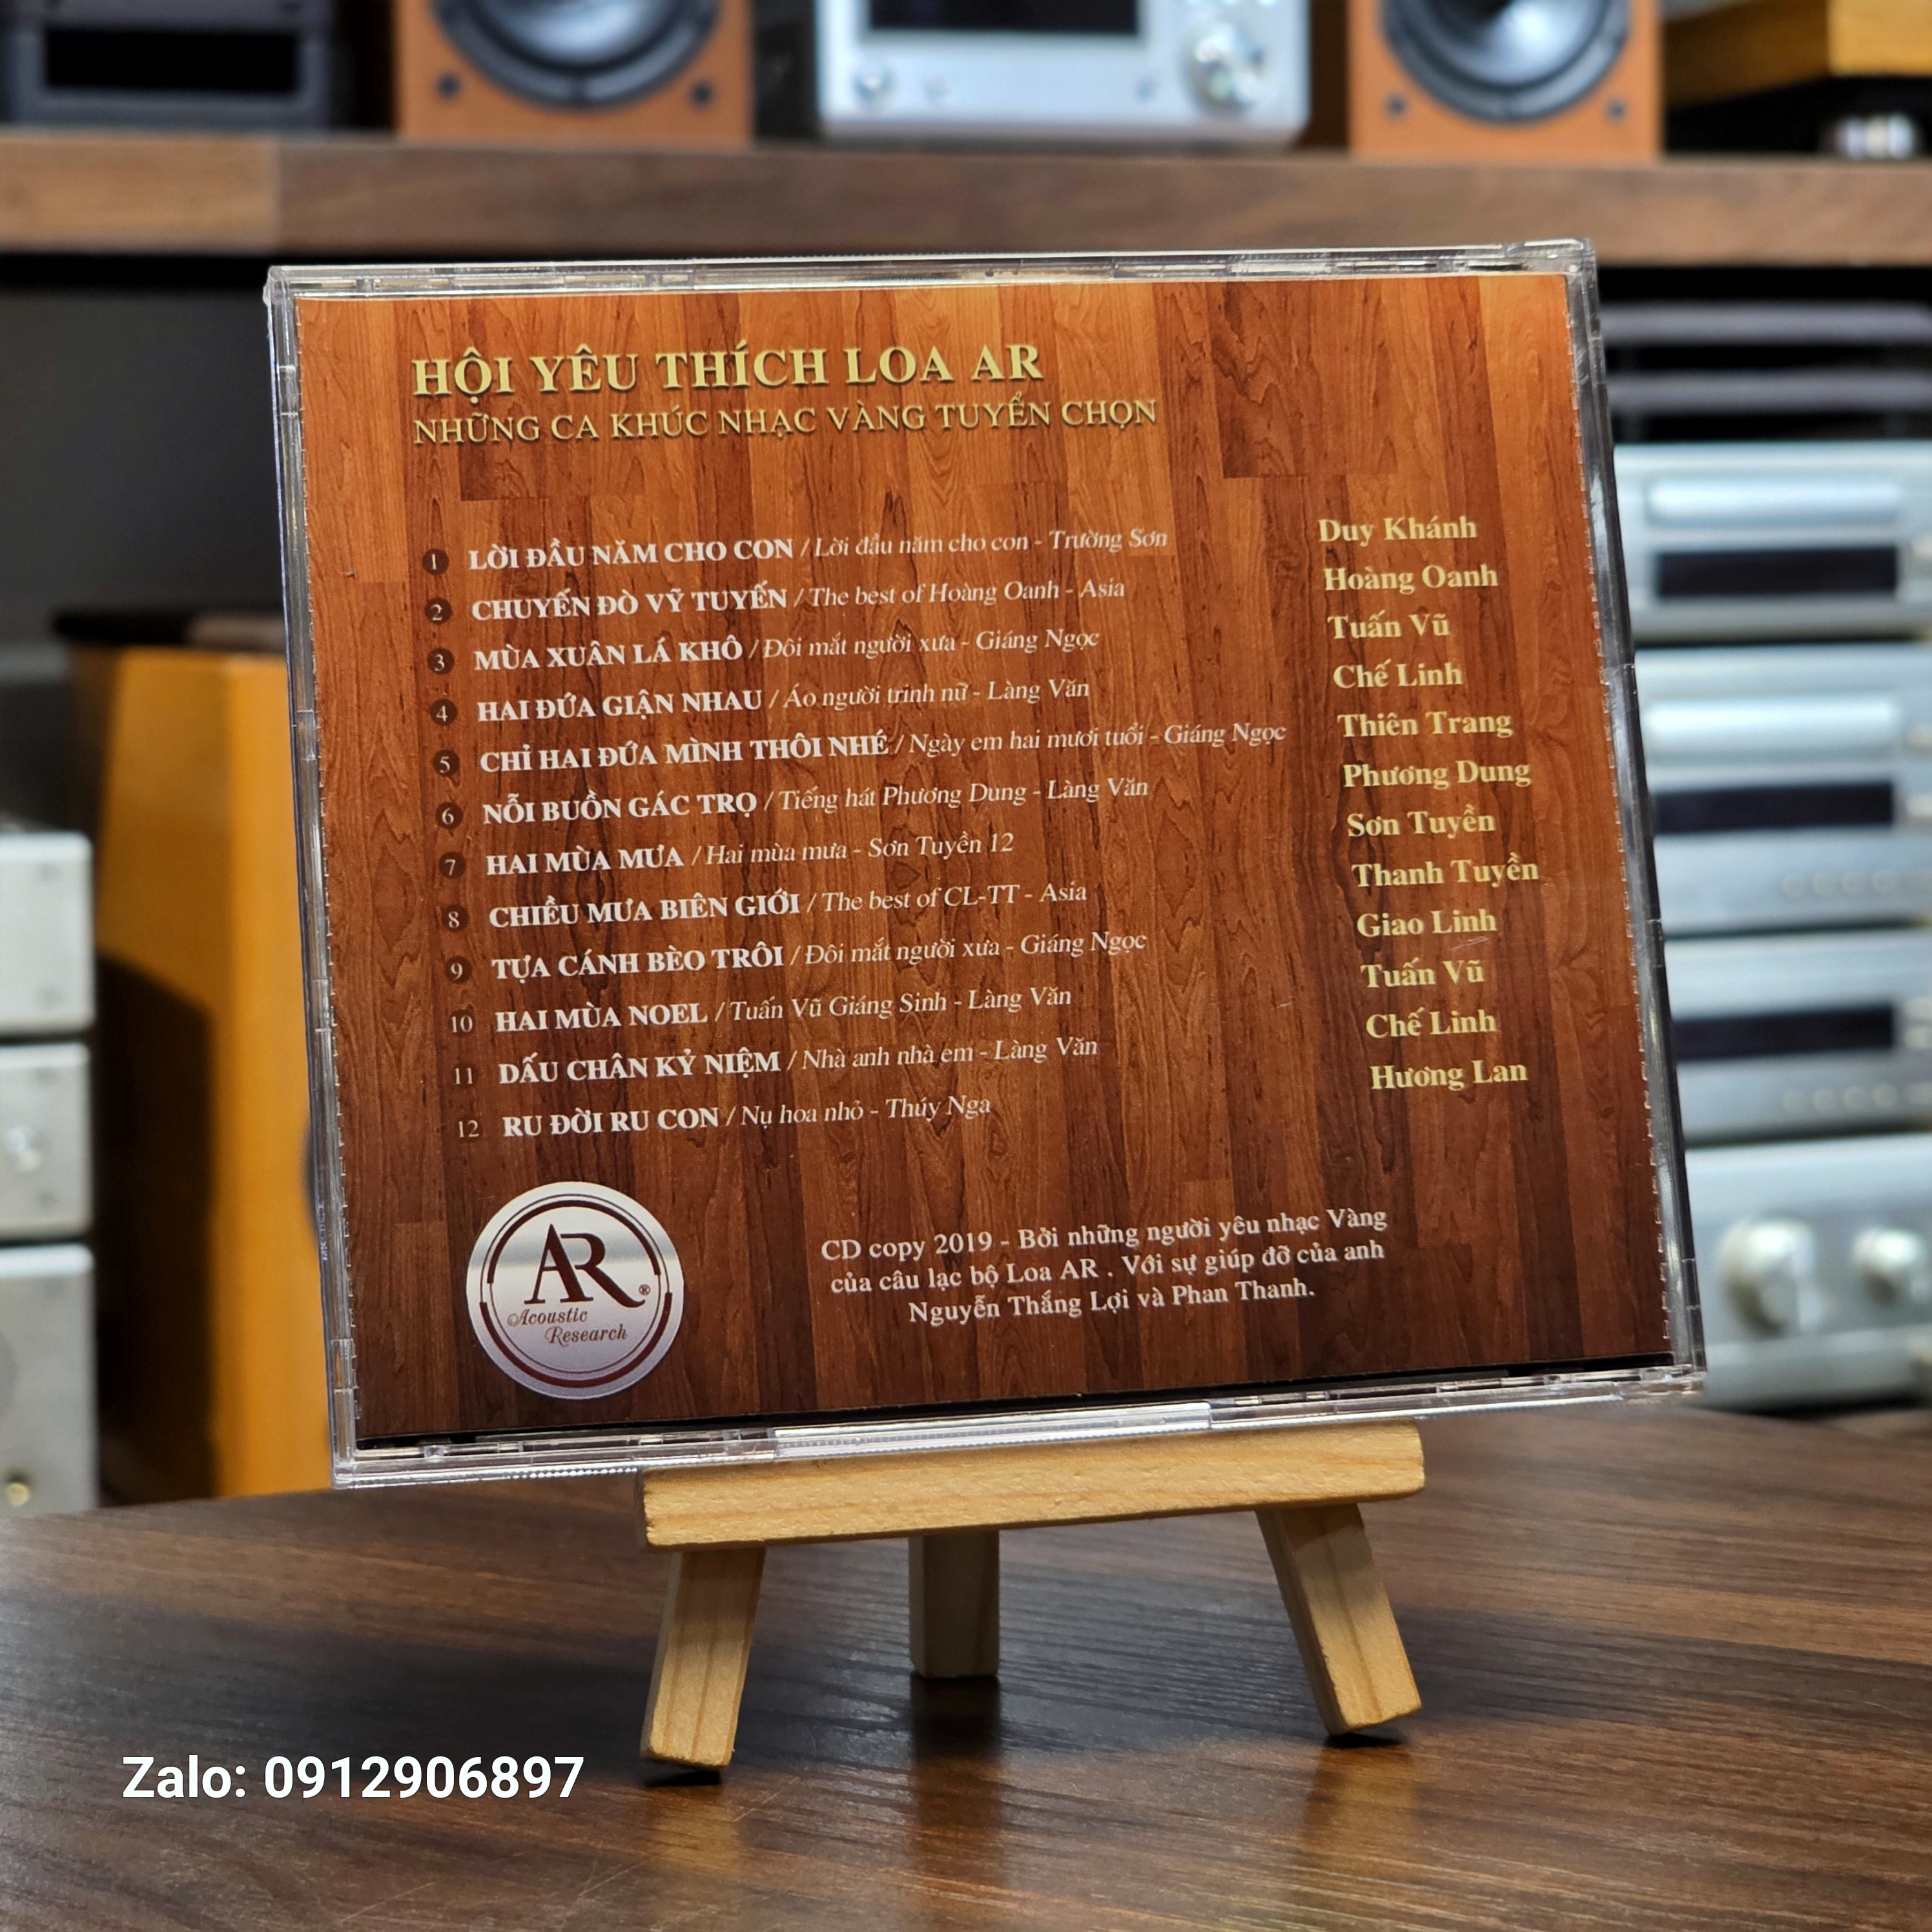 HỘI YÊU THÍCH LOA AR
NHỮNG CA KHÚC NHẠC VÀNG TUYỂN CHỌN
1 LỜI ĐẦU NĂM CHO CON / Lời đầu năm cho con - Trường Sơn Duy Khánh
2 CHUYẾN ĐÒ VỸ TUYẾN / The best of Hoàng Oanh - Asia Hoàng Oanh
3 MÙA XUÂN LÁ KHÔ / Đôi mắt người xưa - Giáng Ngọc Tuấn Vũ
4 HAI ĐỨA GIẬN NHAU / Áo người trinh nữ - Làng Văn Chế Linh
5 CHỈ HAI ĐỨA MÌNH THÔI NHÉ / Ngày em hai mươi tuổi - Giáng Ngọc Thiên Trang
6 NỖI BUỒN GÁC TRỌ / Tiếng hát Phương Dung - Làng Văn Phương Dung
7 HAI MÙA MƯA / Hai mùa mưa - Sơn Tuyền 12 Sơn Tuyền
8 CHIỀU MƯA BIÊN GIỚI / The best of CL-TT - Asia Thanh Tuyền
9 TỰA CÁNH BÈO TRÔI / Đôi mắt người xưa - Giáng Ngọc Giao Linh
10 HAI MÙA NOEL / Tuấn Vũ Giáng Sinh - Làng Văn Tuấn Vũ
11 DẤU CHÂN KỶ NIỆM / Nhà anh nhà em - Làng Văn Chế Linh
12 RU ĐỜI RU CON / Nụ hoa nhỏ - Thúy Nga Hương Lan
AR®
Acoustic
Research
CD copy 2019 - Bởi những người yêu nhạc Vàng
của câu lạc bộ Loa AR . Với sự giúp đỡ của anh
Nguyễn Thắng Lợi và Phan Thanh.
Zalo: 0912906897